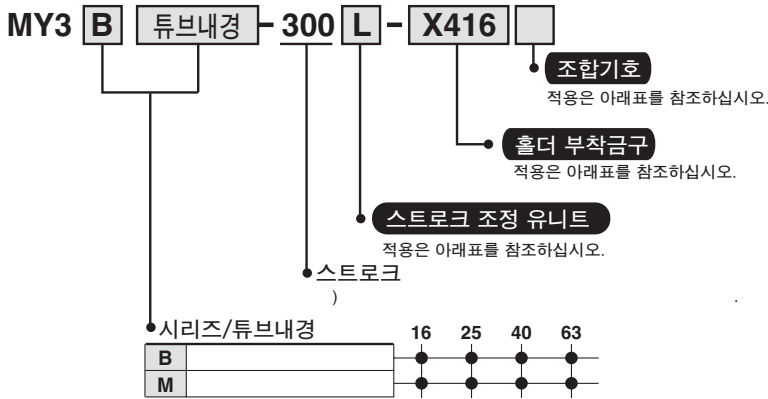 MY3 B 튜브내경 - 300 L - X416
조합기호
적용은 아래표를 참조하십시오.
홀더 부착금구
적용은 아래표를 참조하십시오.
스트로크 조정 유니트
적용은 아래표를 참조하십시오.
스트로크
) .
시리즈/튜브내경 16 25 40 63
B
M